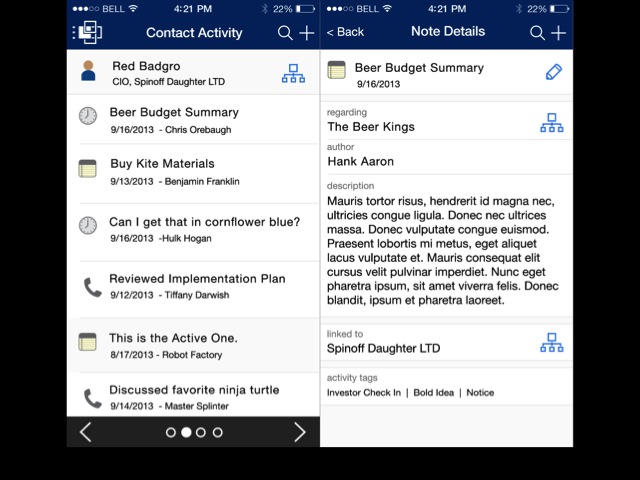 BELL 4:21 PM 22%
Contact Activity
Red Badgro
CIO, Spinoff Daughter LTD
Beer Budget Summary
9/16/2013 - Chris Orebaugh
Buy Kite Materials
9/13/2013 - Benjamin Franklin
Can I get that in cornflower blue?
9/16/2013 -Hulk Hogan
Reviewed Implementation Plan
9/12/2013 - Tiffany Darwish
This is the Active One.
8/17/2013 - Robot Factory
Discussed favorite ninja turtle
9/14/2013 - Master Splinter
BELL 4:21 PM 22%
< Back Note Details
Beer Budget Summary
9/16/2013
regarding
The Beer Kings
author
Hank Aaron
description
Mauris tortor risus, hendrerit id magna nec,
ultricies congue ligula. Donec nec ultrices
massa. Donec vulputate congue euismod.
Praesent lobortis mi metus, eget aliquet
lacus vulputate et. Mauris consequat elit
cursus velit pulvinar imperdiet. Nunc eget
pharetra ipsum, sit amet viverra felis. Donec
blandit, ipsum et pharetra laoreet.
linked to
Spinoff Daughter LTD
activity tags
Investor Check In | Bold Idea | Notice